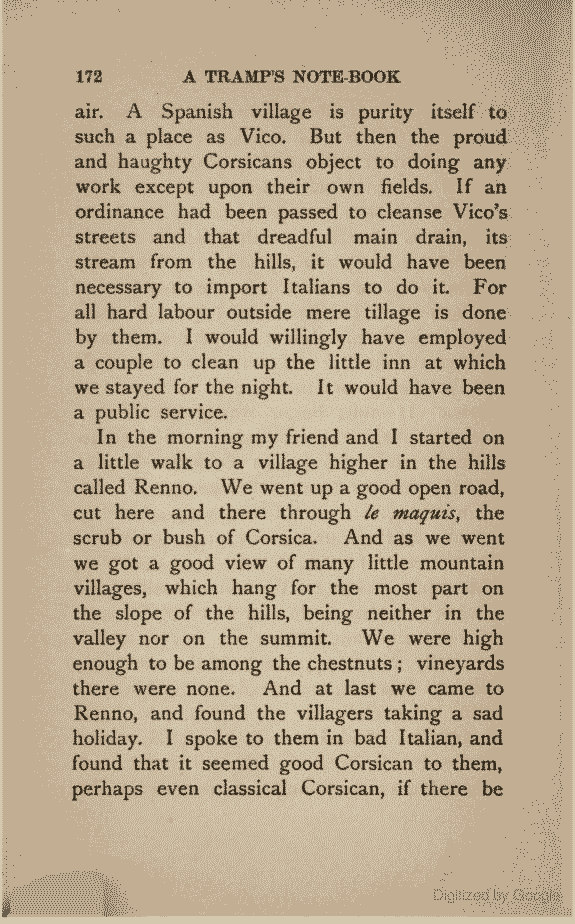 172 A TRAMP'S NOTE-BOOK
air. A Spanish village is purity itself to
such a place as Vico. But then the proud
and haughty Corsicans object to doing any
work except upon their own fields. If an
ordinance had been passed to cleanse Vico's
streets and that dreadful main drain, its
stream from the hills, it would have been
necessary to import Italians to do it. For
all hard labour outside mere tillage is done
by them. I would willingly have employed
a couple to clean up the little inn at which
we stayed for the night. It would have been
a public service.
In the morning my friend and I started on
a little walk to a village higher in the hills
called Renno. We went up a good open road,
cut here and there through le maquis, the
scrub or bush of Corsica. And as we went
we got a good view of many little mountain
villages, which hang for the most part on
the slope of the hills, being neither in the
valley nor on the summit. We were high
enough to be among the chestnuts; vineyards
there were none. And at last we came to
Renno, and found the villagers taking a sad
holiday. I spoke to them in bad Italian, and
found that it seemed good Corsican to them,
perhaps even classical Corsican, if there be
Digitized by Google